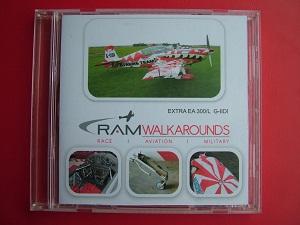 EXTRA EA 300/L G-IIDI
RAMWALKAROUNDS
RACE | AVIATION | MILITARY